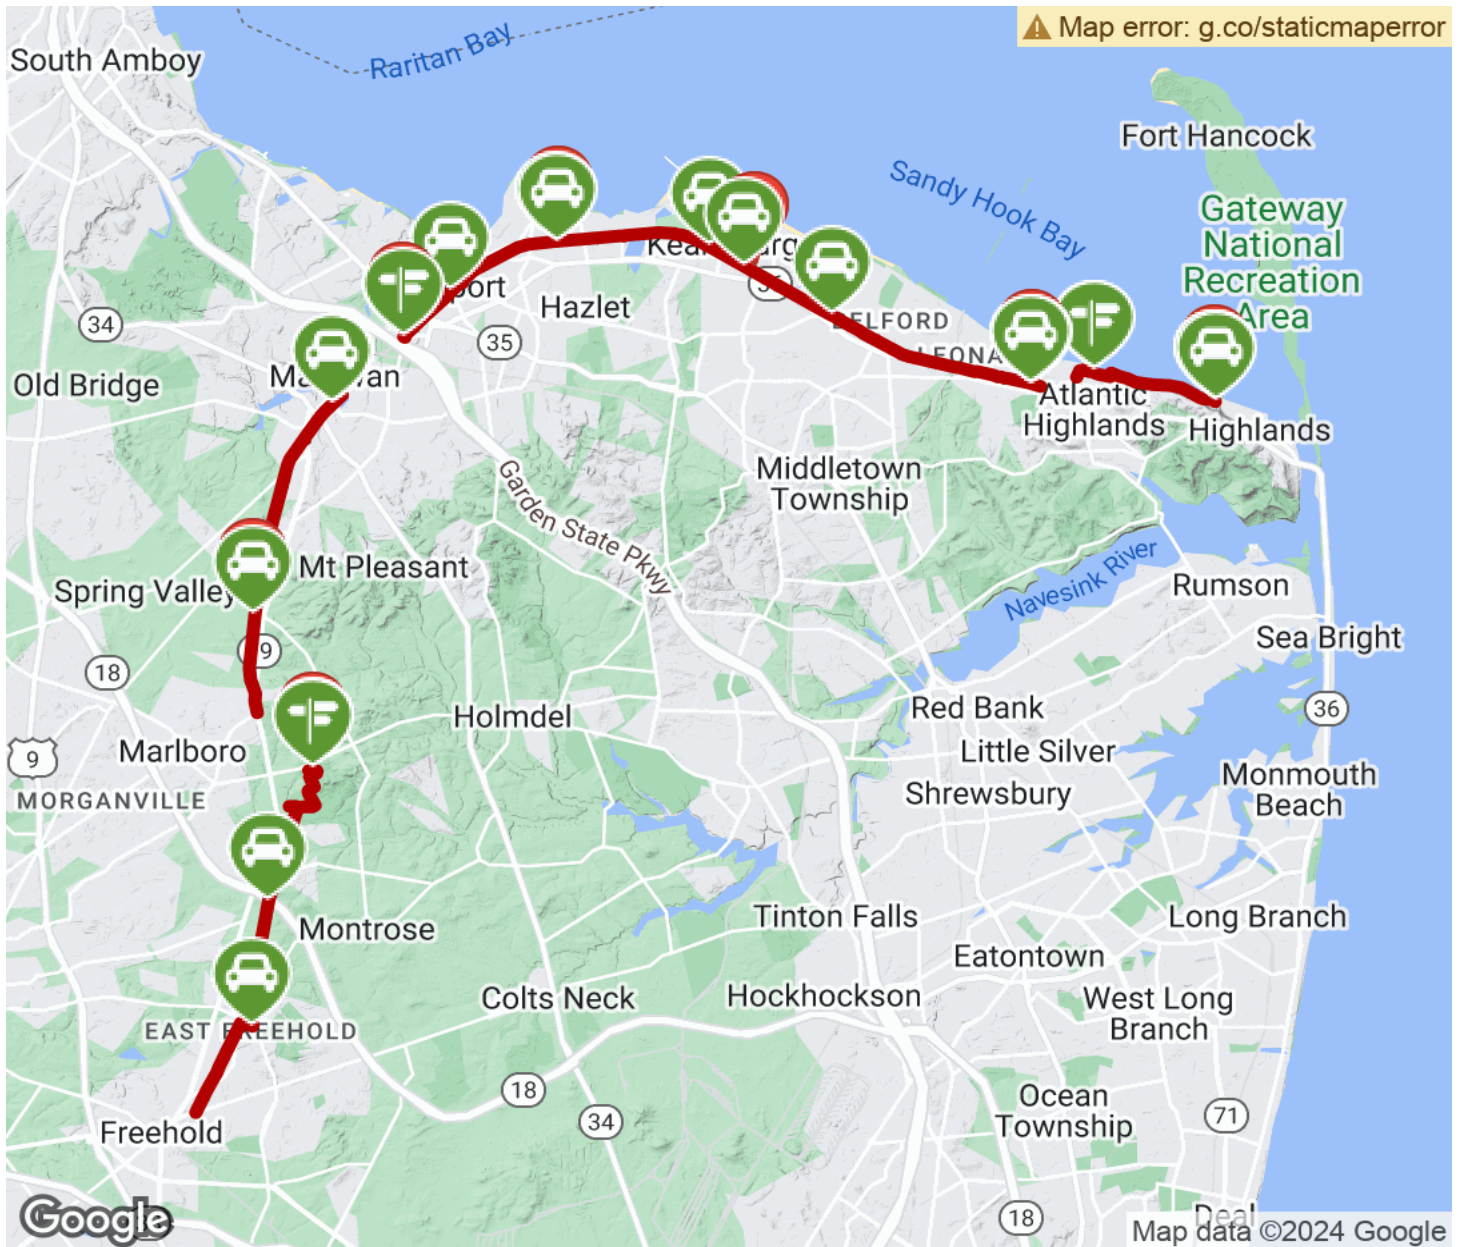 Map error: g.co/staticmaperror
South Amboy
Raritan Bay
Fort Hancock
Sandy Hook Bay
Gateway
National
Recreation
Area
Hazlet
34
35
BELFORD
Old Bridge
Atlantic
Highlands
Highlands
Middletown
Township
Garden State Pkwy
Mt Pleasant
Spring Valley
Navesink River
Rumson
Sea Bright
18
Holmdel
Red Bank
36
9
Marlboro
Little Silver
MORGANVILLE
Shrewsbury
Monmouth
Beach
Montrose
Tinton Falls
Long Branch
Eatontown
Colts Neck
Hockhockson
West Long
Branch
EAST FREEHOLD
18
34
Ocean
Township
71
Freehold
18
Deal
Google
Map data ©2024 Google